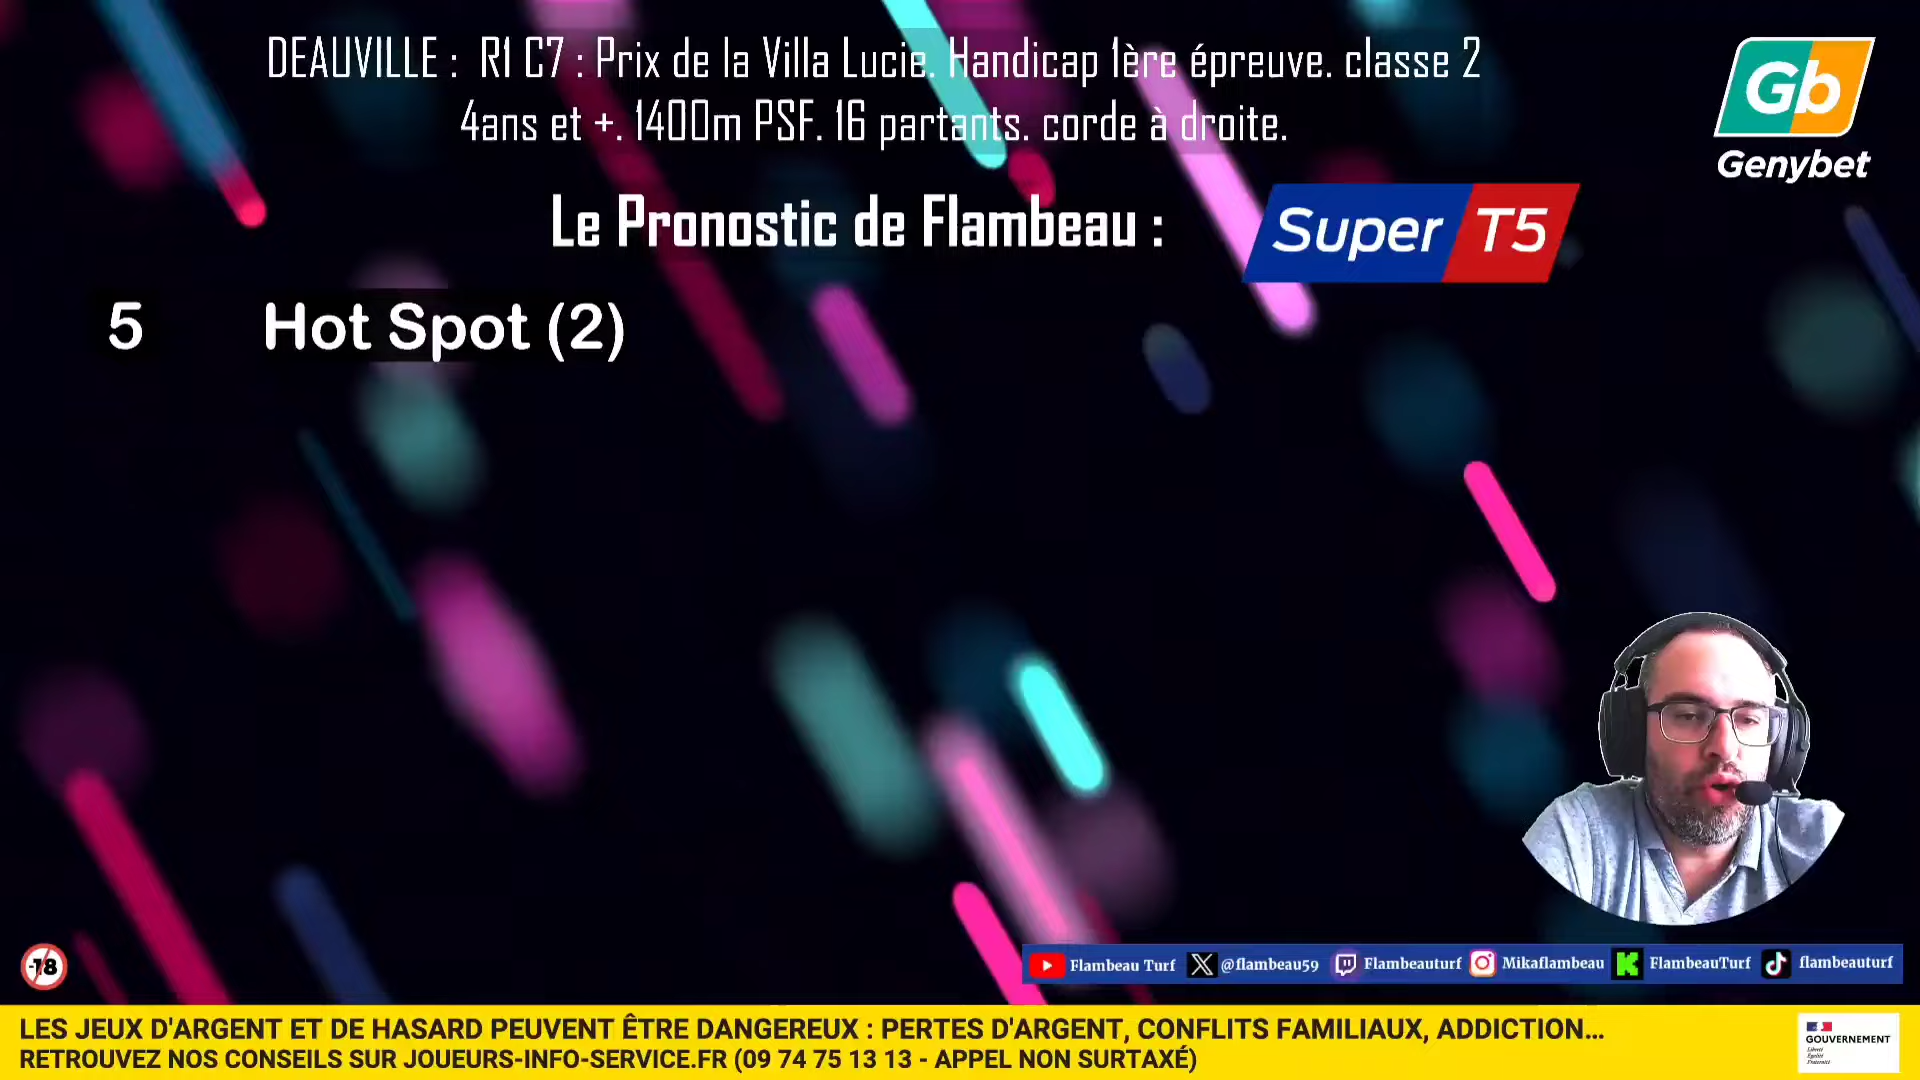 DEAUVILLE : R1 C7 : Prix de la Villa Lucie. Handicap 1ère épreuve. classe 2
4ans et +. 1400m PSF. 16 partants. corde à droite.
Gb
Genybet
Le Pronostic de Flambeau :
Super T5
5 Hot Spot (2)
-18
Flambeau Turf @flambeau59 Flambeauturf Mikaflambeau FlambeauTurf flambeauturf
LES JEUX D'ARGENT ET DE HASARD PEUVENT ÊTRE DANGEREUX : PERTES D'ARGENT, CONFLITS FAMILIAUX, ADDICTION...
RETROUVEZ NOS CONSEILS SUR JOUEURS-INFO-SERVICE.FR (09 74 75 13 13 - APPEL NON SURTAXÉ)
GOUVERNEMENT
Liberté
Égalité
Fraternité